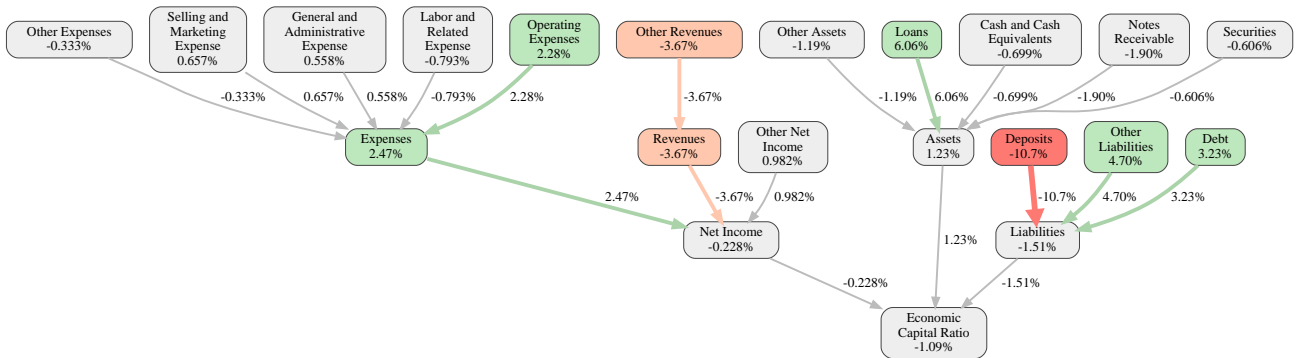 Other Expenses
-0.333%
Selling and
Marketing
Expense
0.657%
General and
Administrative
Expense
0.558%
Labor and
Related Expense
-0.793%
Operating
Expenses
2.28%
Other Revenues
-3.67%
Other Assets
-1.19%
Loans
6.06%
Cash and Cash
Equivalents
-0.699%
Notes
Receivable
-1.90%
Securities
-0.606%
-0.333%
0.657%
0.558%
-0.793%
2.28%
-3.67%
-1.19%
6.06%
-0.699%
-1.90%
-0.606%
Expenses
2.47%
Revenues
-3.67%
Other Net
Income
0.982%
Assets
1.23%
Deposits
-10.7%
Other
Liabilities
4.70%
Debt
3.23%
2.47%
-3.67%
0.982%
1.23%
-10.7%
4.70%
3.23%
Net Income
-0.228%
Liabilities
-1.51%
-0.228%
-1.51%
Economic
Capital Ratio
-1.09%